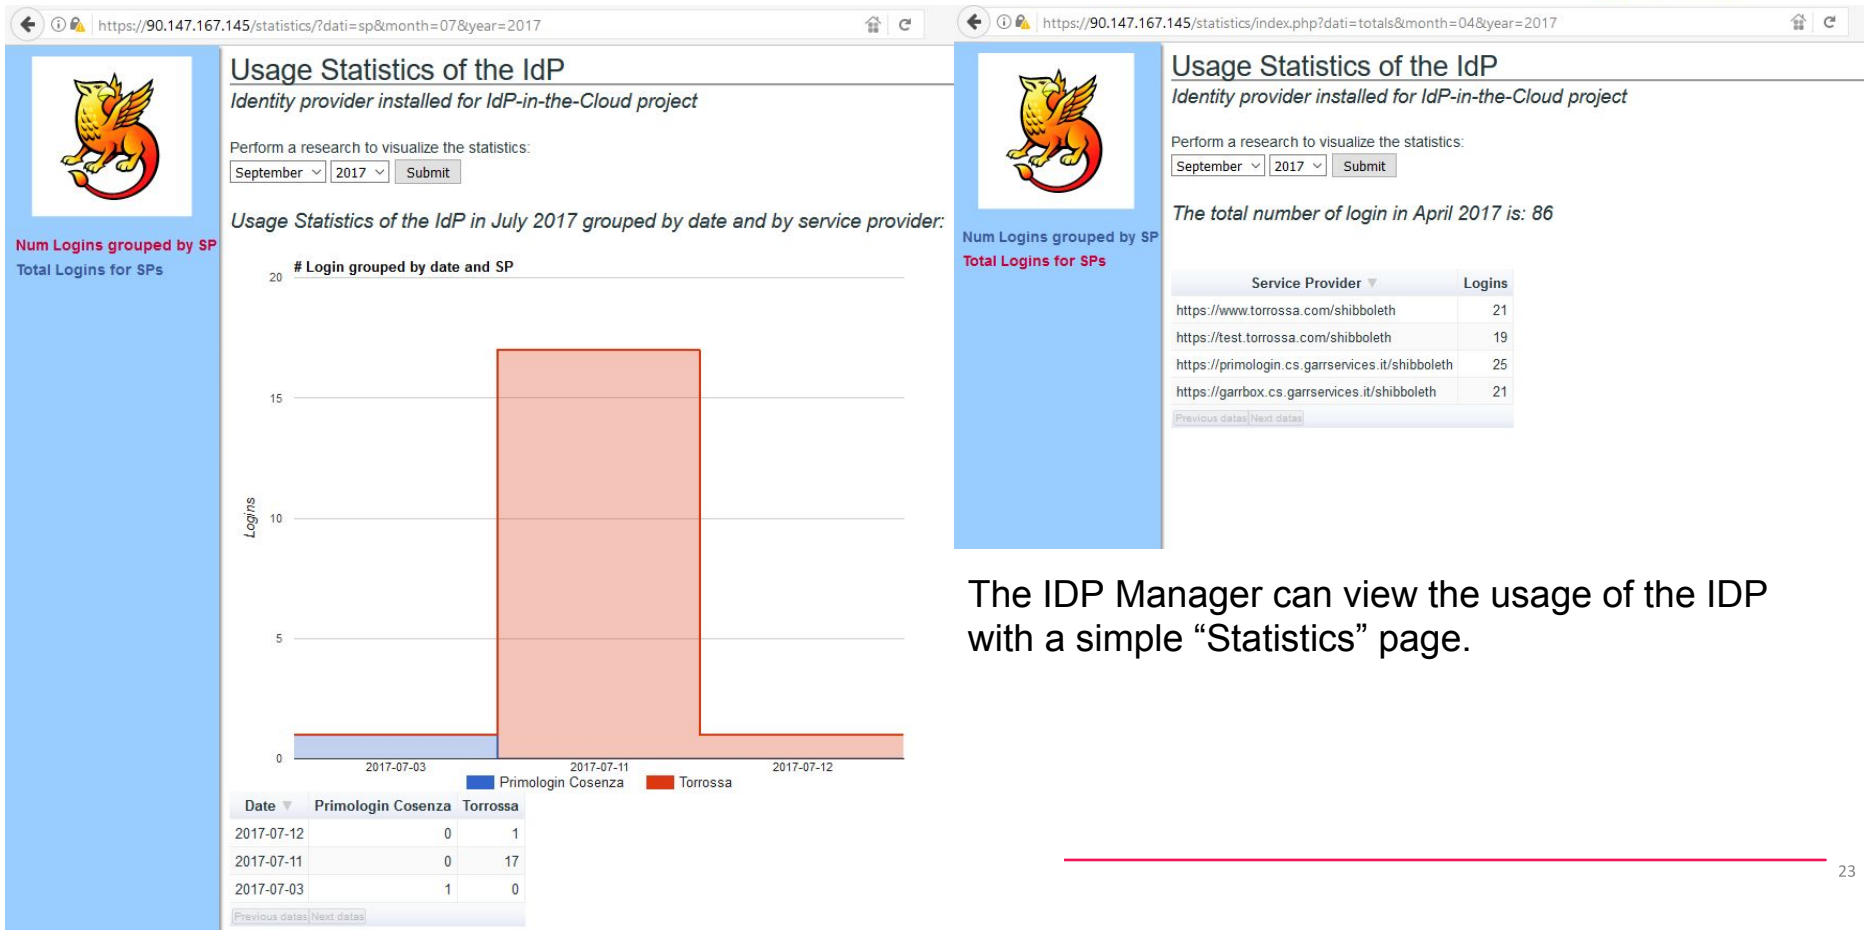 https://90.147.167.145/statistics/?dati=sp&month=07&year=2017
Usage Statistics of the IdP
Identity provider installed for IdP-in-the-Cloud project
Perform a research to visualize the statistics:
September 2017 Submit
Usage Statistics of the IdP in July 2017 grouped by date and by service provider:
Num Logins grouped by SP
Total Logins for SPs
# Login grouped by date and SP
20
15
10
5
0
Logins
2017-07-03 2017-07-11 2017-07-12
Primologin Cosenza Torrossa
Date Primologin Cosenza Torrossa
2017-07-12 0 1
2017-07-11 0 17
2017-07-03 1 0
Previous datas Next datas
https://90.147.167.145/statistics/index.php?dati=totals&month=04&year=2017
Usage Statistics of the IdP
Identity provider installed for IdP-in-the-Cloud project
Perform a research to visualize the statistics:
September 2017 Submit
The total number of login in April 2017 is: 86
Num Logins grouped by SP
Total Logins for SPs
Service Provider Logins
https://www.torrossa.com/shibboleth 21
https://test.torrossa.com/shibboleth 19
https://primologin.cs.garrservices.it/shibboleth 25
https://garrbox.cs.garrservices.it/shibboleth 21
Previous datas Next datas
The IDP Manager can view the usage of the IDP
with a simple “Statistics” page.
23